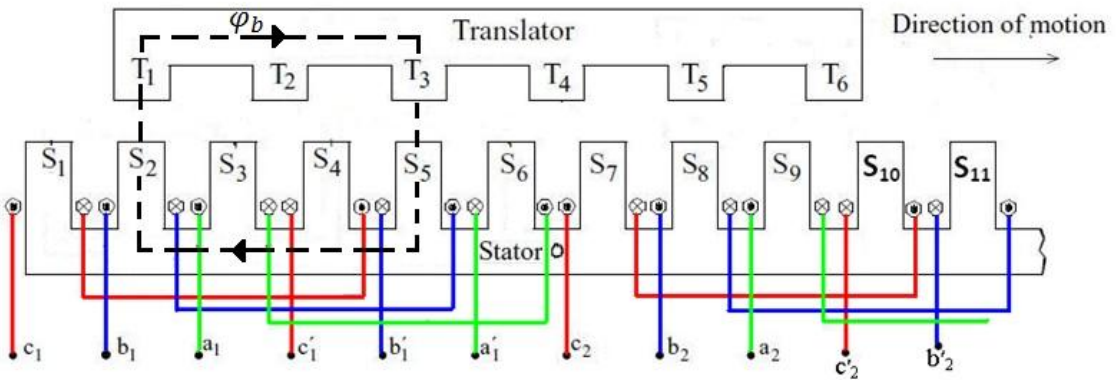 φ_b
Translator
Direction of motion
T₁ T₂ T₃ T₄ T₅ T₆
S₁ S₂ S₃ S₄ S₅ S₆ S₇ S₈ S₉ S₁₀ S₁₁
Stator
c₁ b₁ a₁ c′₁ b′₁ a′₁ c₂ b₂ a₂ c′₂ b′₂